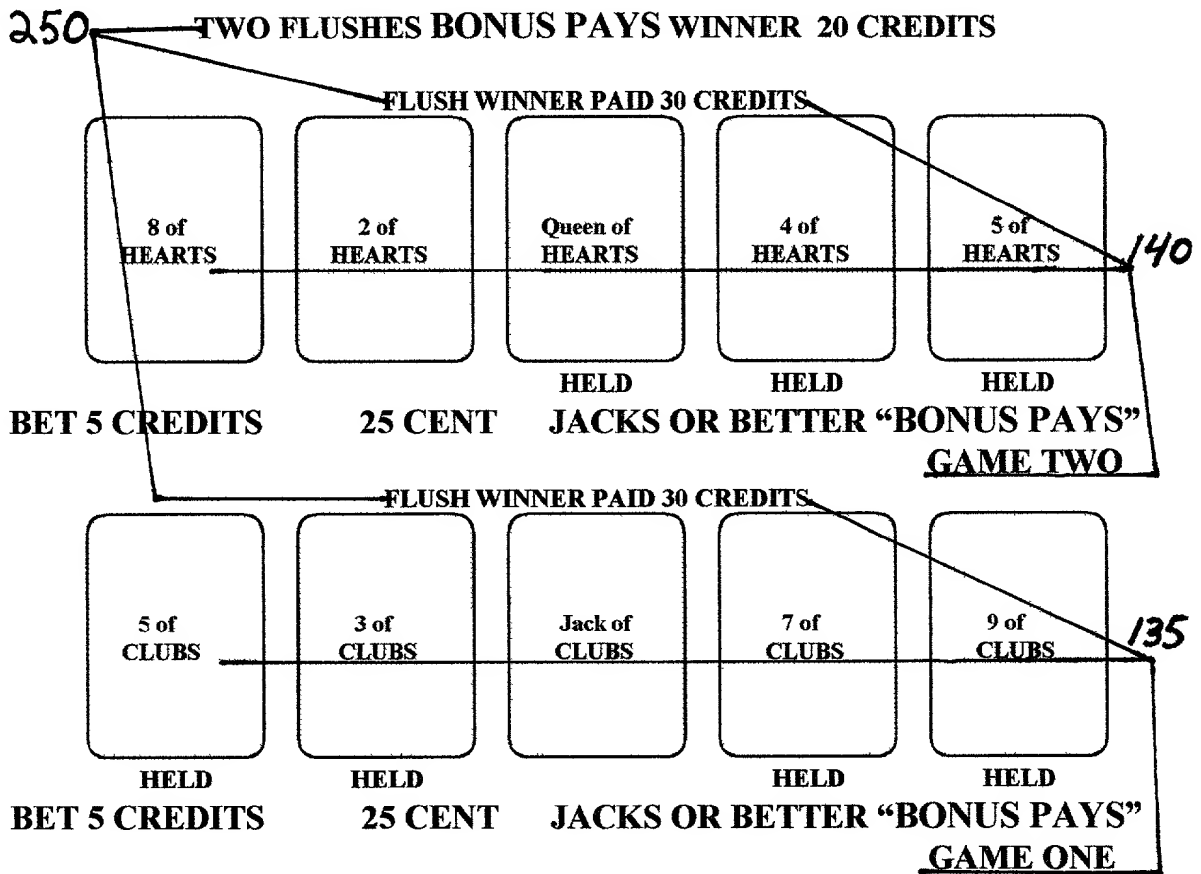 250 TWO FLUSHES BONUS PAYS WINNER 20 CREDITS
FLUSH WINNER PAID 30 CREDITS
8 of HEARTS 2 of HEARTS Queen of HEARTS 4 of HEARTS 5 of HEARTS
140
HELD HELD HELD
BET 5 CREDITS 25 CENT JACKS OR BETTER “BONUS PAYS”
GAME TWO
FLUSH WINNER PAID 30 CREDITS
5 of CLUBS 3 of CLUBS Jack of CLUBS 7 of CLUBS 9 of CLUBS
135
HELD HELD HELD HELD
BET 5 CREDITS 25 CENT JACKS OR BETTER “BONUS PAYS”
GAME ONE